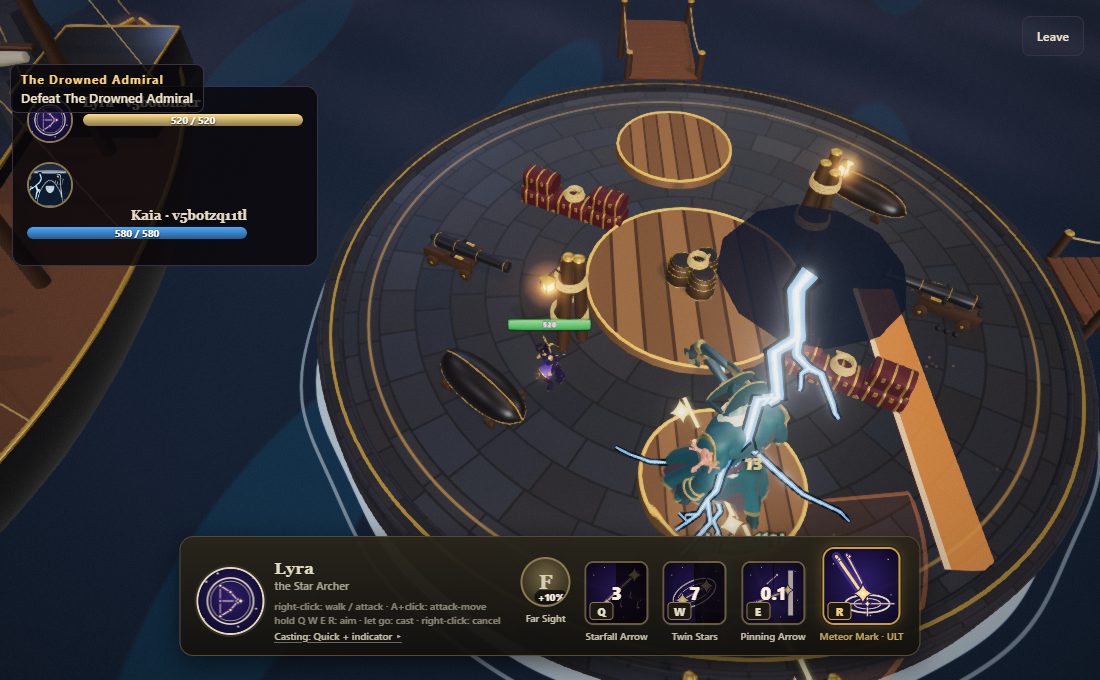 Leave
The Drowned Admiral
Defeat The Drowned Admiral
520 / 520
Kaia · v5botzq11tl
580 / 580
520
13
Lyra
the Star Archer
right-click: walk / attack · A+click: attack-move
hold Q W E R: aim · let go: cast · right-click: cancel
Casting: Quick + indicator ▸
F
+10%
Far Sight
3
Q
Starfall Arrow
7
W
Twin Stars
0.1
E
Pinning Arrow
R
Meteor Mark · ULT